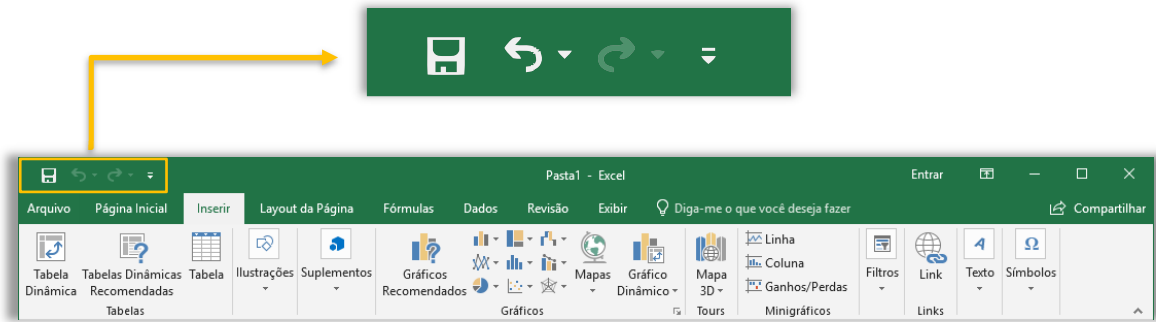 Pasta1 - Excel
Entrar
Arquivo Página Inicial Inserir Layout da Página Fórmulas Dados Revisão Exibir Diga-me o que você deseja fazer Compartilhar
Tabela Dinâmica
Tabelas Dinâmicas Recomendadas
Tabela
Tabelas
Ilustrações
Suplementos
Gráficos Recomendados
Mapas
Gráfico Dinâmico
Gráficos
Mapa 3D
Tours
Linha
Coluna
Ganhos/Perdas
Minigráficos
Filtros
Link
Links
Texto
Símbolos